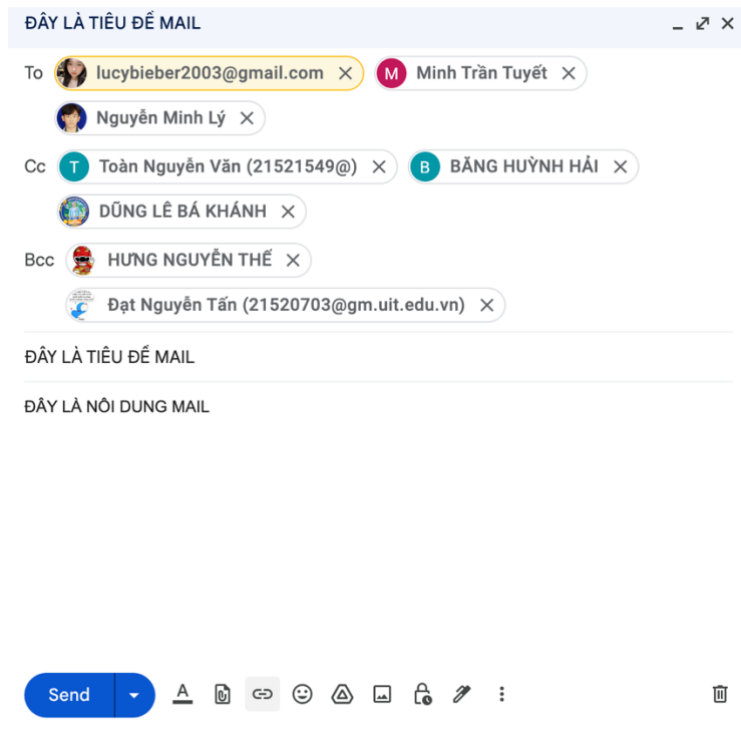 ĐÂY LÀ TIÊU ĐỀ MAIL
To lucybieber2003@gmail.com M Minh Trần Tuyết
Nguyễn Minh Lý
Cc T Toàn Nguyễn Văn (21521549@) B BĂNG HUỲNH HẢI
DŨNG LÊ BÁ KHÁNH
Bcc HƯNG NGUYỄN THẾ
Đạt Nguyễn Tấn (21520703@gm.uit.edu.vn)
ĐÂY LÀ TIÊU ĐỀ MAIL
ĐÂY LÀ NÔI DUNG MAIL
Send A